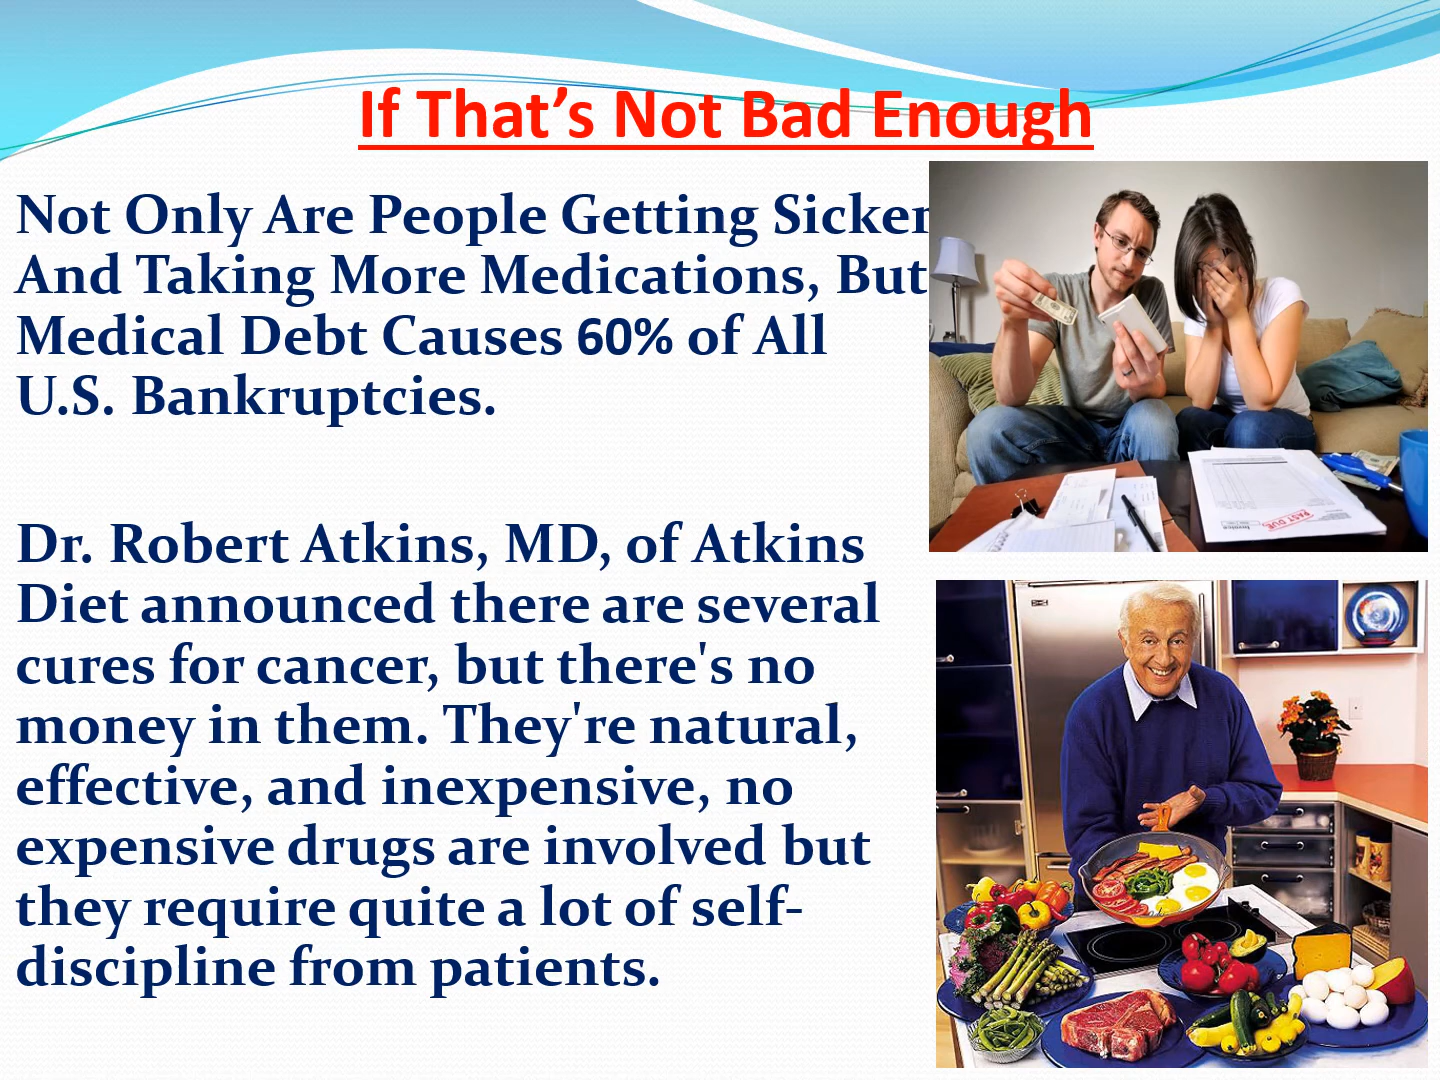 If That’s Not Bad Enough
Not Only Are People Getting Sicker
And Taking More Medications, But
Medical Debt Causes 60% of All
U.S. Bankruptcies.
Dr. Robert Atkins, MD, of Atkins
Diet announced there are several
cures for cancer, but there's no
money in them. They're natural,
effective, and inexpensive, no
expensive drugs are involved but
they require quite a lot of self-
discipline from patients.
PAST DUE
Invoice